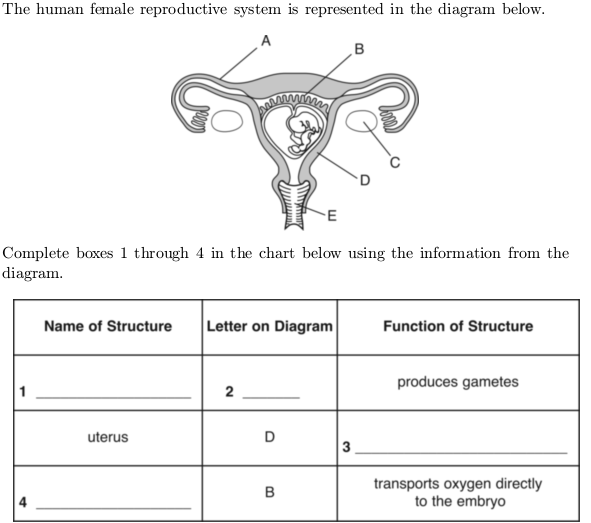 The human female reproductive system is represented in the diagram below.
A
B
C
D
E
Complete boxes 1 through 4 in the chart below using the information from the
diagram.
Name of Structure
Letter on Diagram
Function of Structure
1
2
produces gametes
uterus
D
3
4
B
transports oxygen directly
to the embryo